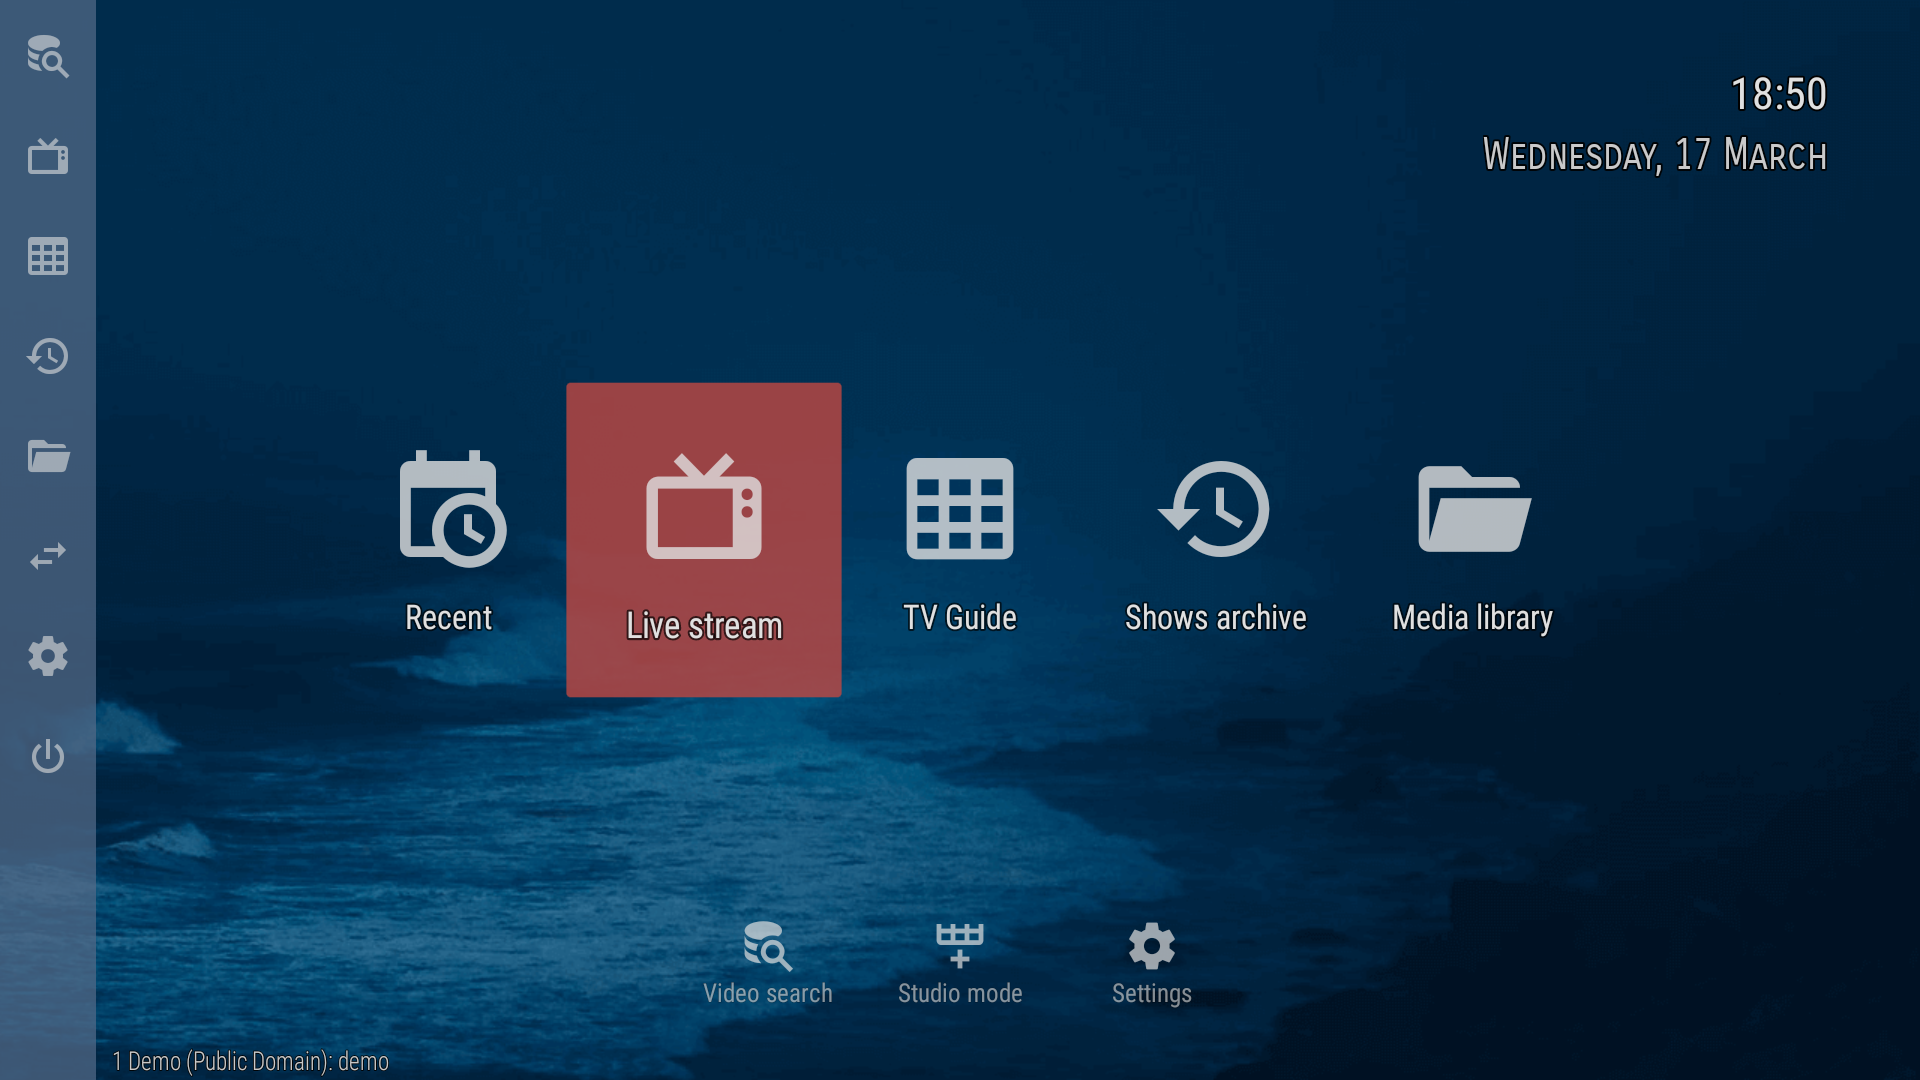 18:50
Wednesday, 17 March
Recent
Live stream
TV Guide
Shows archive
Media library
Video search
Studio mode
Settings
1 Demo (Public Domain): demo